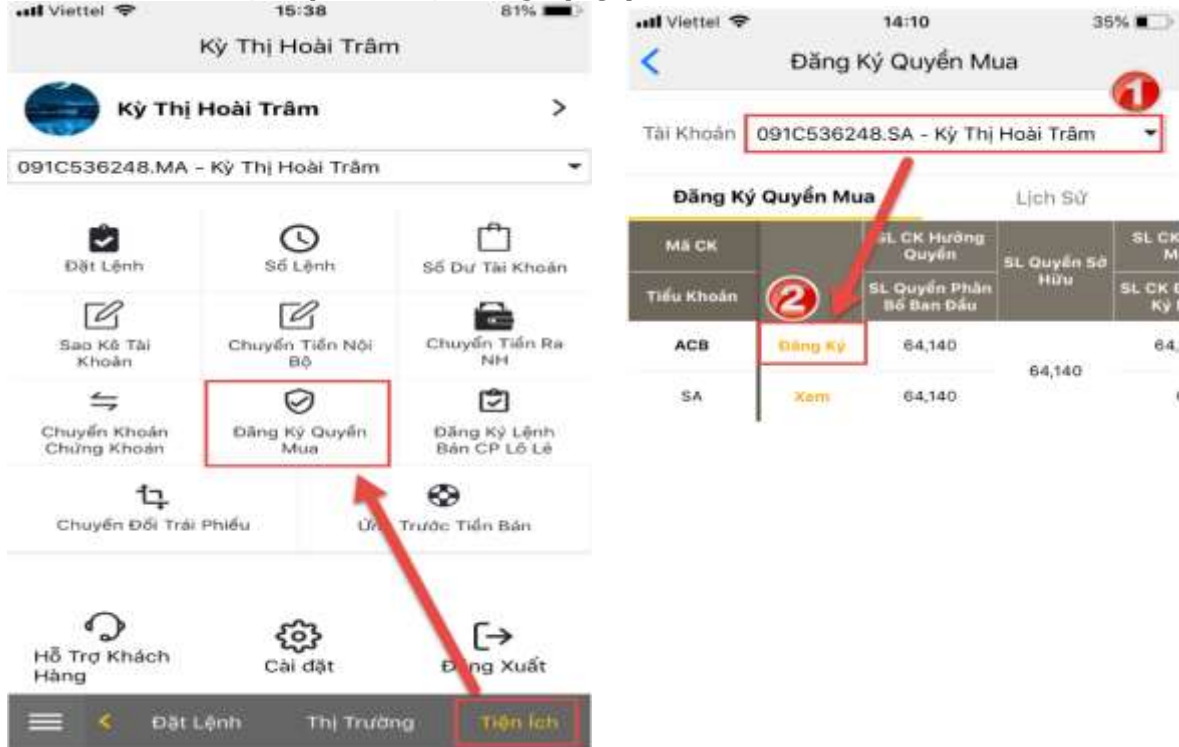 Viettel 15:38 81%
Kỳ Thị Hoài Trâm
Kỳ Thị Hoài Trâm
091C536248.MA - Kỳ Thị Hoài Trâm
Đặt Lệnh
Sổ Lệnh
Số Dư Tài Khoản
Sao Kê Tài
Khoản
Chuyển Tiền Nội
Bộ
Chuyển Tiền Ra
NH
Chuyển Khoản
Chứng Khoán
Đăng Ký Quyền
Mua
Đăng Ký Lệnh
Bán CP Lô Lẻ
Chuyển Đổi Trái Phiếu
Trước Tiền Bán
Hỗ Trợ Khách
Hàng
Cài đặt
Đăng Xuất
Đặt Lệnh Thị Trường Tiện Ích
Viettel 14:10 35%
Đăng Ký Quyền Mua
1
Tài Khoản 091C536248.SA - Kỳ Thị Hoài Trâm
Đăng Ký Quyền Mua Lịch Sử
Mã CK
Tiểu Khoản
2
SL CK Hưởng
Quyền
SL Quyền Phân
Bổ Ban Đầu
SL Quyền Sở
Hữu
SL CK
M
SL CK Đ
Ký
ACB Đăng Ký 64,140 64,
64,140
SA Xem 64,140